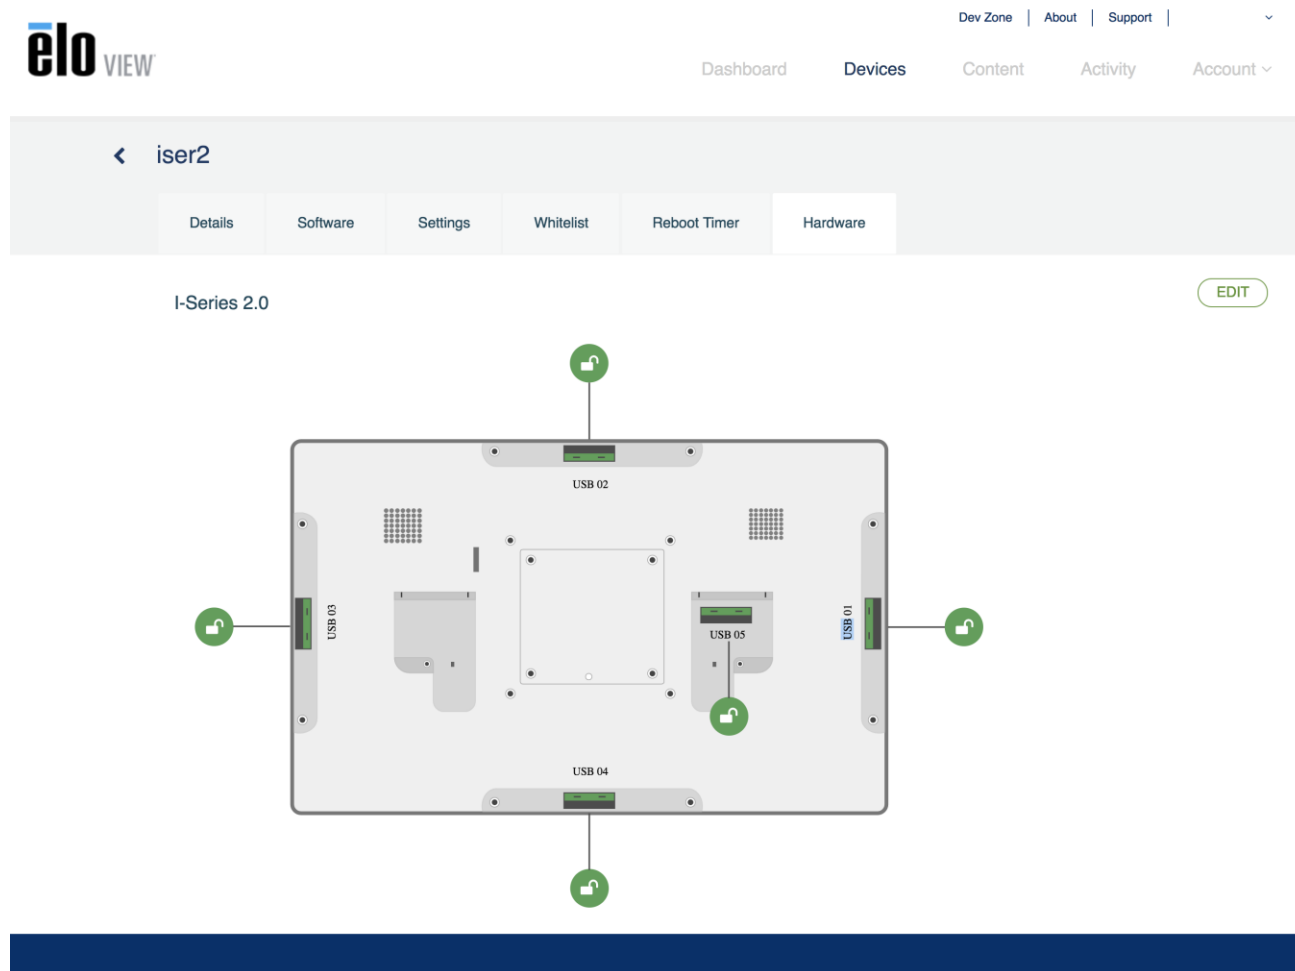 Dev Zone | About | Support |
ēlo VIEW
Dashboard Devices Content Activity Account
iser2
Details Software Settings Whitelist Reboot Timer Hardware
I-Series 2.0
EDIT
USB 02
USB 03
USB 05
USB 01
USB 04